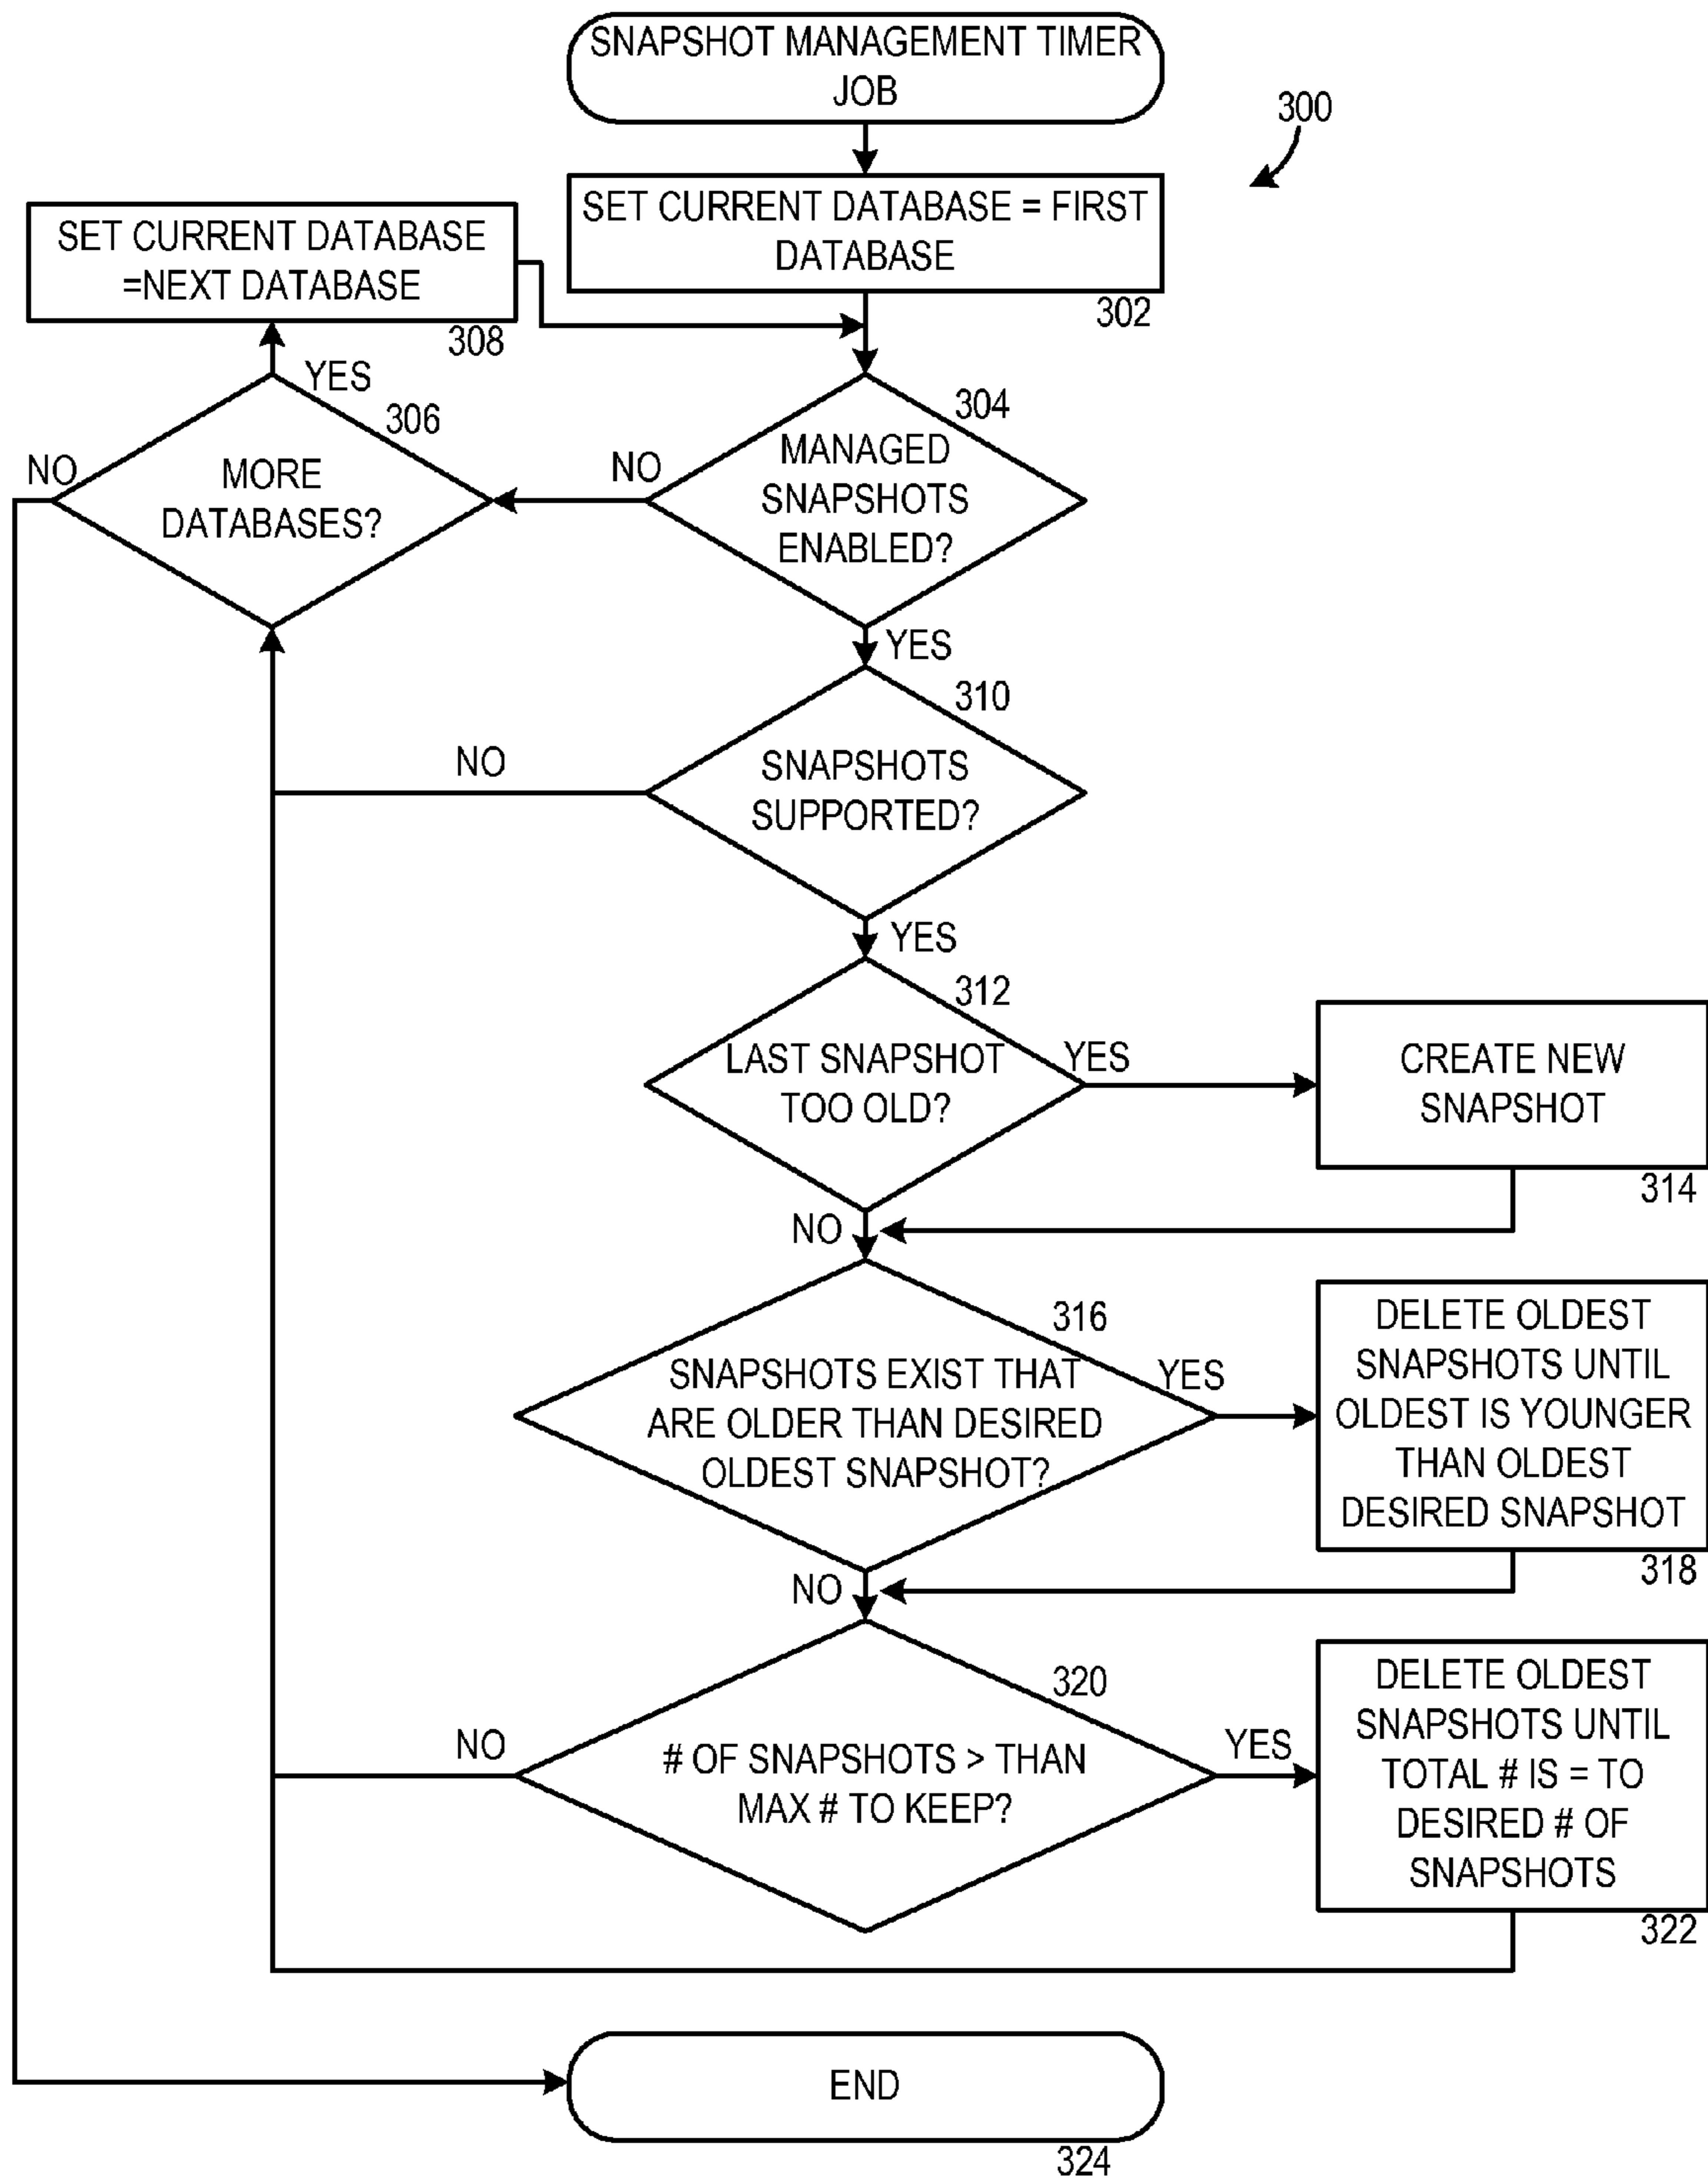 SNAPSHOT MANAGEMENT TIMER
JOB
300
SET CURRENT DATABASE = FIRST
DATABASE
302
SET CURRENT DATABASE
=NEXT DATABASE
308
YES
306
MORE
DATABASES?
NO
304
MANAGED
SNAPSHOTS
ENABLED?
NO
YES
310
SNAPSHOTS
SUPPORTED?
NO
YES
312
LAST SNAPSHOT
TOO OLD?
YES
CREATE NEW
SNAPSHOT
314
NO
316
SNAPSHOTS EXIST THAT
ARE OLDER THAN DESIRED
OLDEST SNAPSHOT?
YES
DELETE OLDEST
SNAPSHOTS UNTIL
OLDEST IS YOUNGER
THAN OLDEST
DESIRED SNAPSHOT
318
NO
320
# OF SNAPSHOTS > THAN
MAX # TO KEEP?
NO
YES
DELETE OLDEST
SNAPSHOTS UNTIL
TOTAL # IS = TO
DESIRED # OF
SNAPSHOTS
322
END
324